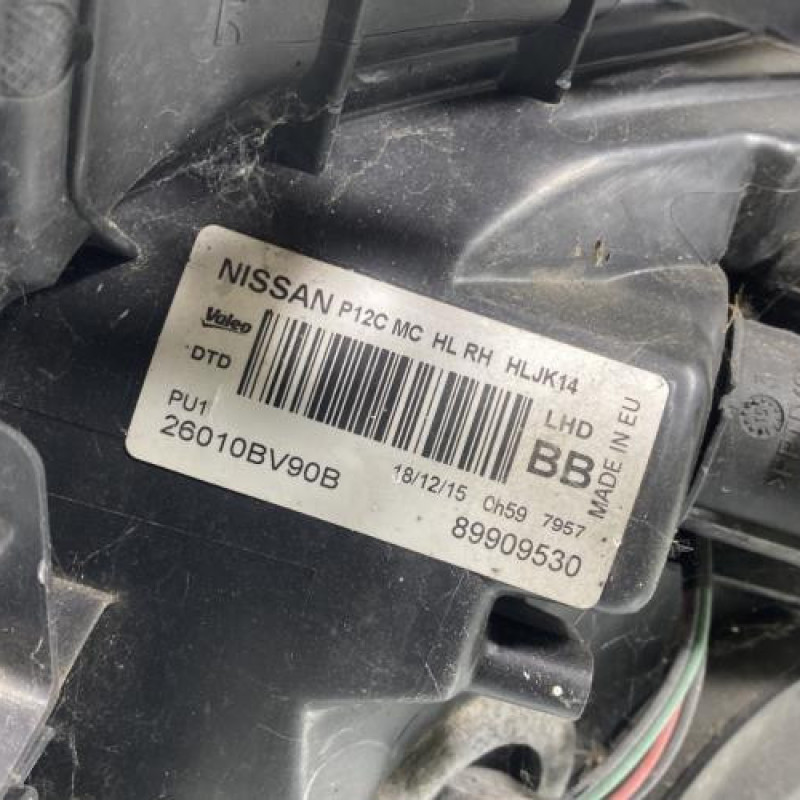 NISSAN P12C MC HL RH HLJK14
Valeo
DTD
LHD
PU1
BB
MADE IN EU
26010BV90B
18/12/15 0h59 7957
89909530